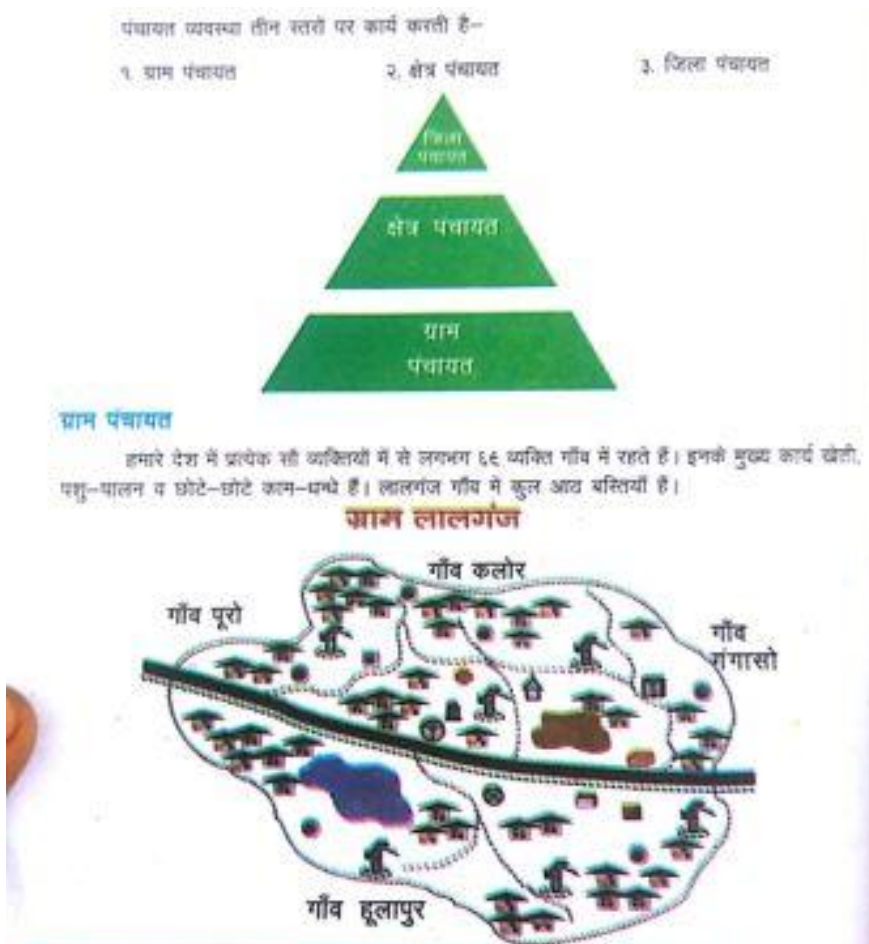 पंचायत व्यवस्था तीन स्तरों पर कार्य करती है–
१. ग्राम पंचायत २. क्षेत्र पंचायत ३. जिला पंचायत
जिला
पंचायत
क्षेत्र पंचायत
ग्राम
पंचायत
ग्राम पंचायत
हमारे देश में प्रत्येक सौ व्यक्तियों में से लगभग ६९ व्यक्ति गाँव में रहते हैं। इनके मुख्य कार्य खेती,
पशु–पालन व छोटे–छोटे काम–धन्धे हैं। लालगंज गाँव में कुल आठ बस्तियाँ हैं।
ग्राम लालगंज
गाँव कलोर
गाँव पूरो
गाँव
गंगासो
गाँव हूलापुर